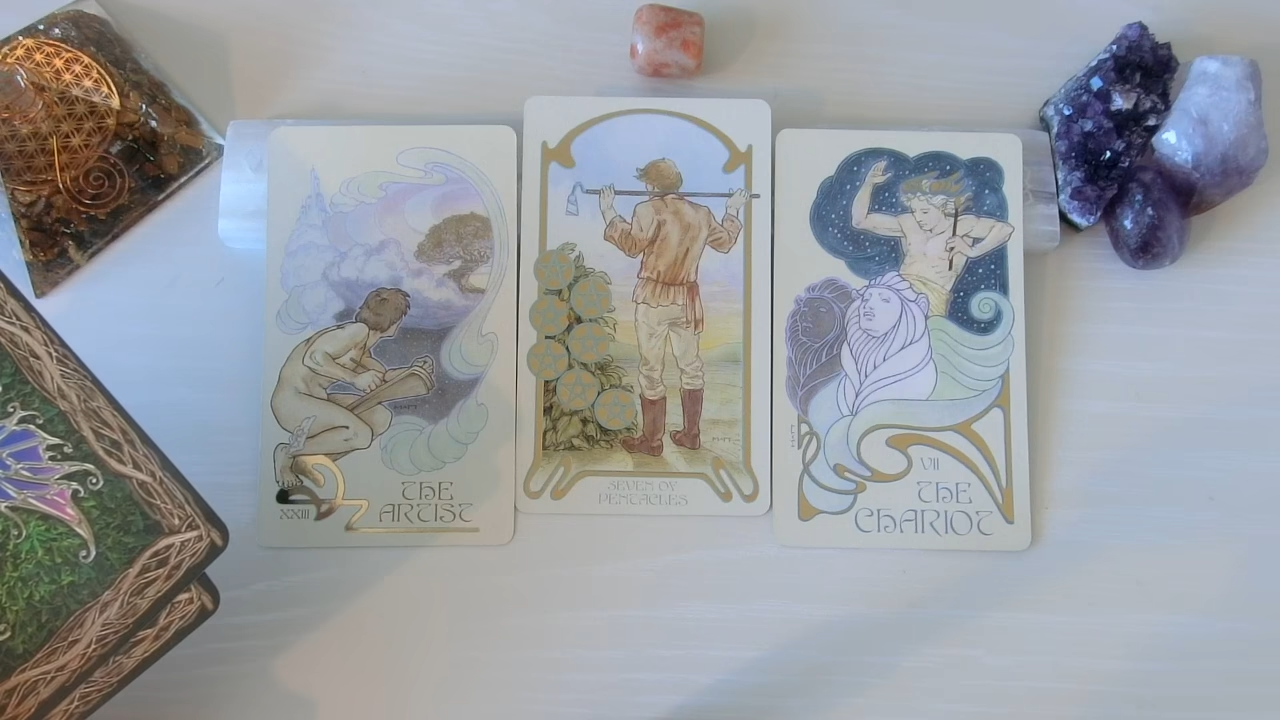 XXIII
THE
ARTIST
SEVEN OF
PENTACLES
VII
THE
CHARIOT